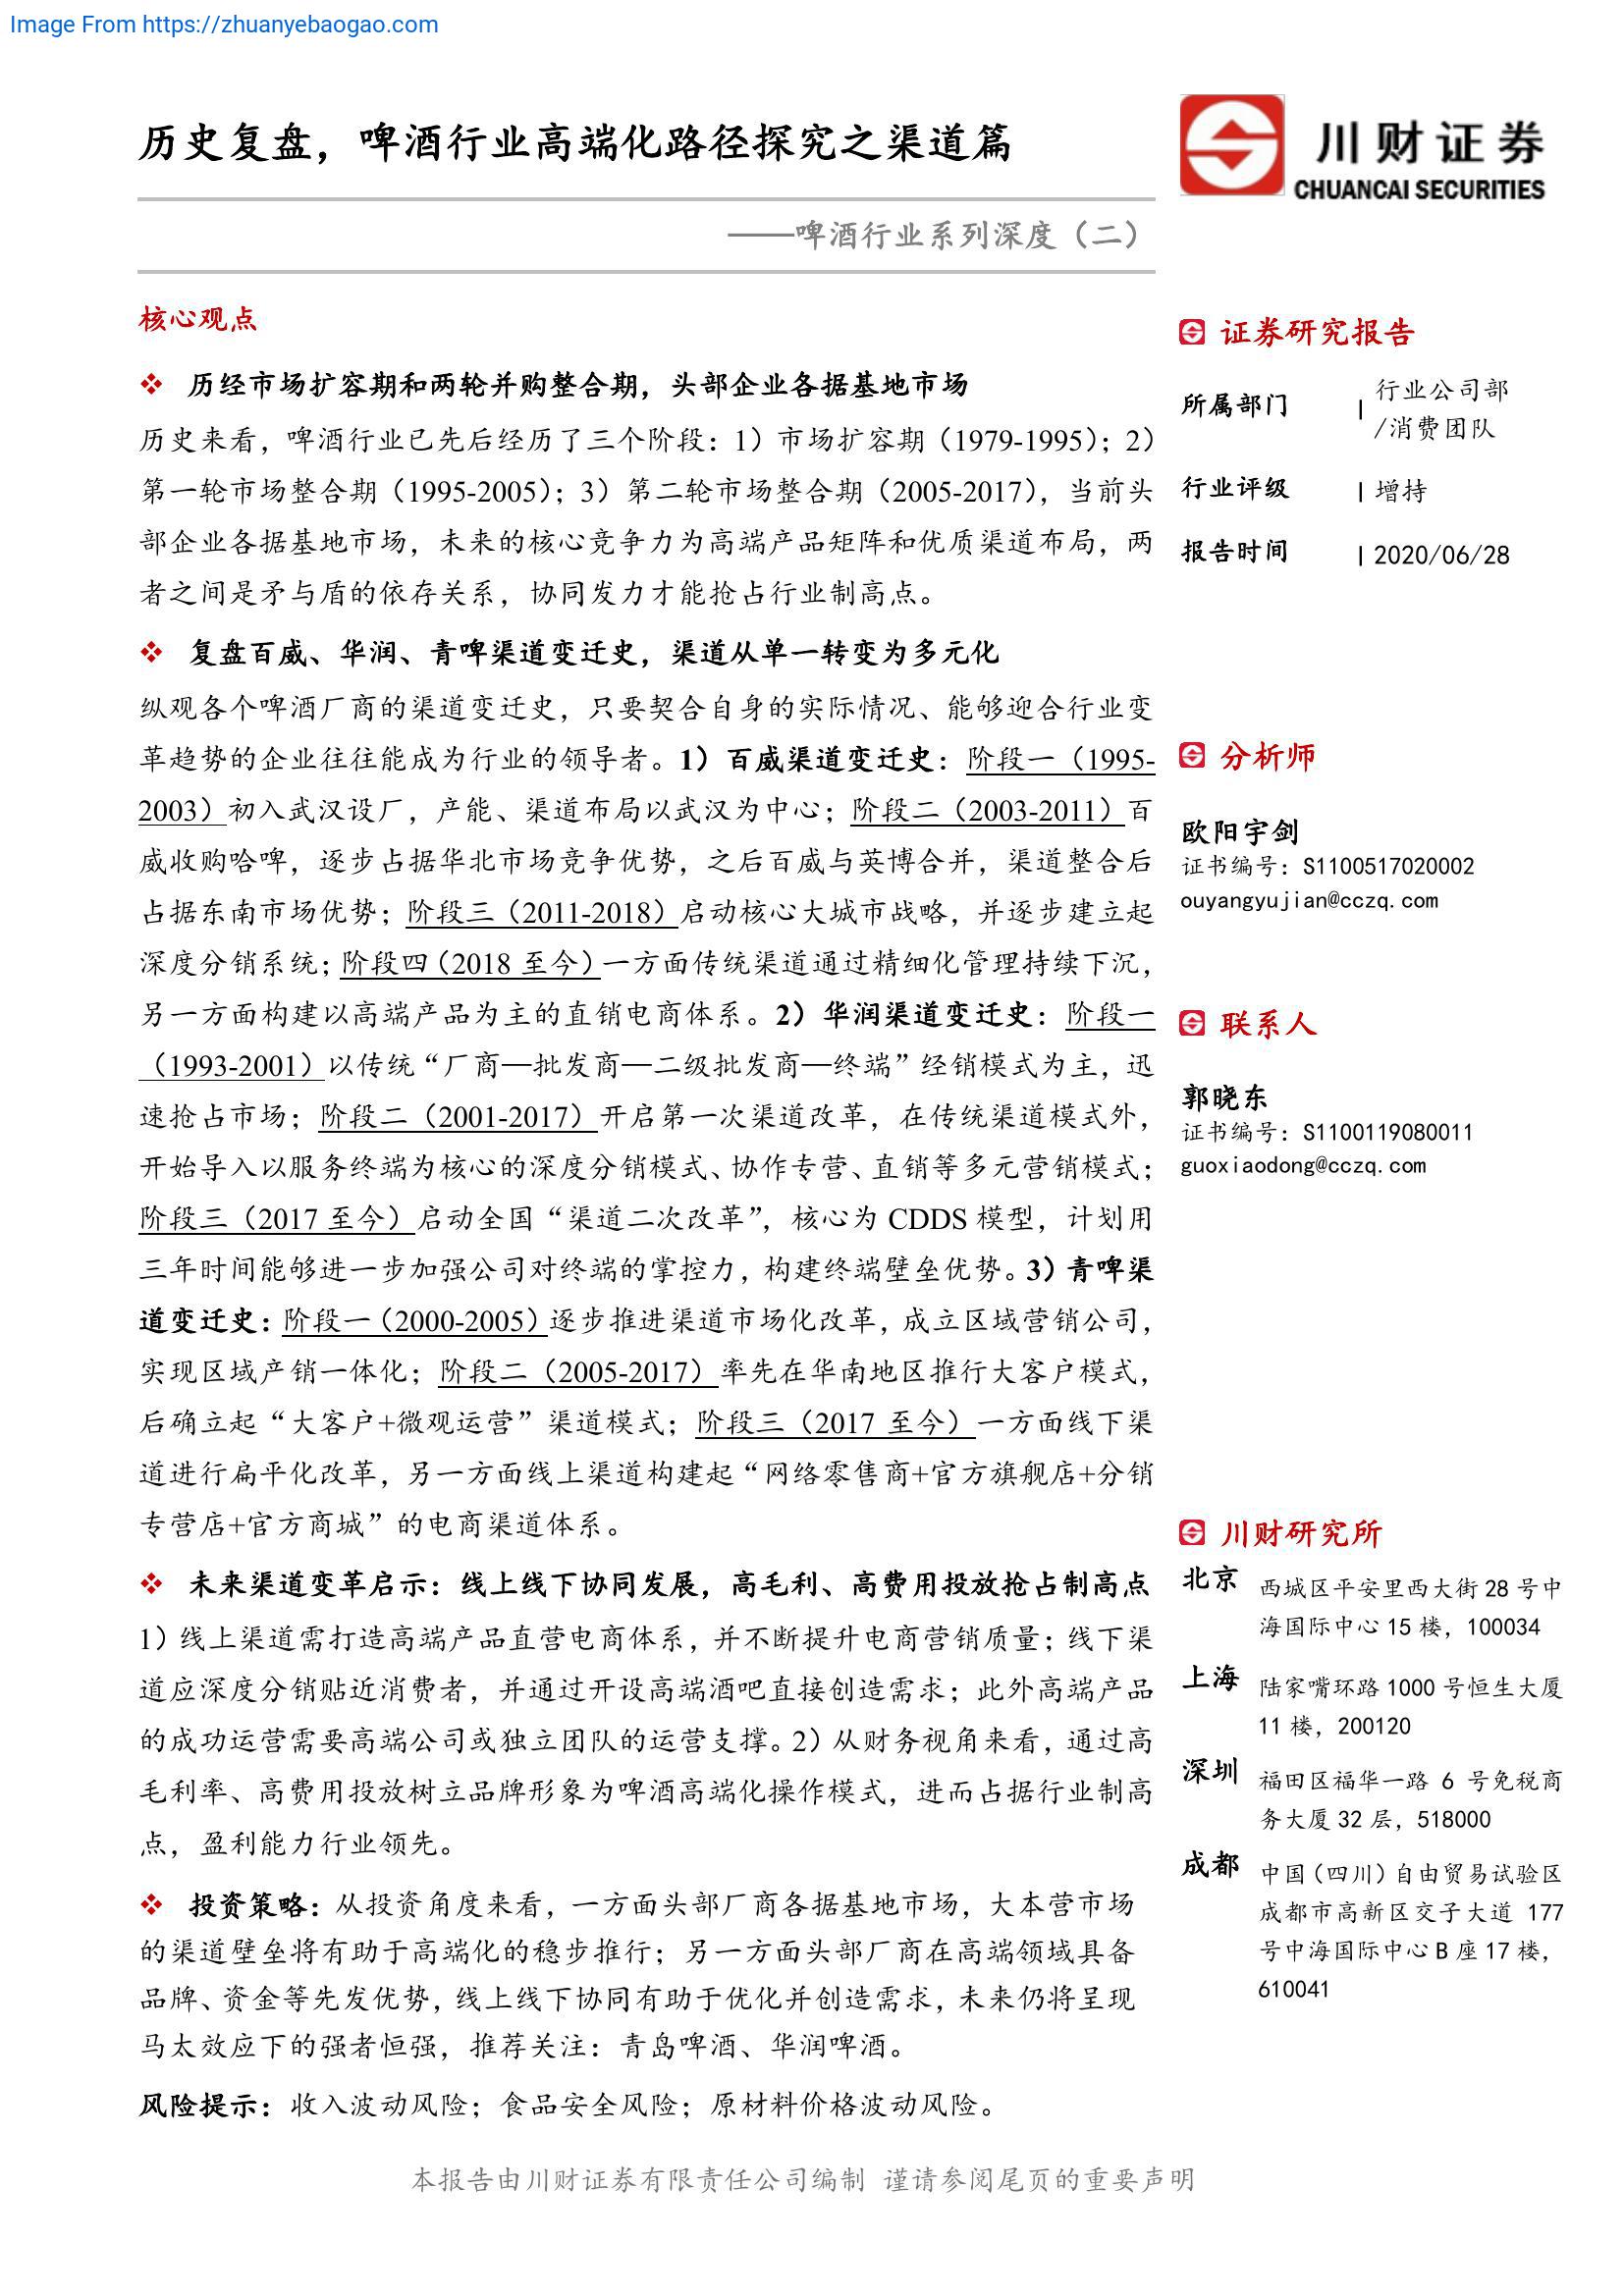 Image From https://zhuanyebaogao.com
历史复盘，啤酒行业高端化路径探究之渠道篇
川财证券
CHUANCAI SECURITIES
——啤酒行业系列深度（二）
核心观点
❖ 历经市场扩容期和两轮并购整合期，头部企业各据基地市场
历史来看，啤酒行业已先后经历了三个阶段：1）市场扩容期（1979-1995）；2）
第一轮市场整合期（1995-2005）；3）第二轮市场整合期（2005-2017），当前头
部企业各据基地市场，未来的核心竞争力为高端产品矩阵和优质渠道布局，两
者之间是矛与盾的依存关系，协同发力才能抢占行业制高点。
❖ 复盘百威、华润、青啤渠道变迁史，渠道从单一转变为多元化
纵观各个啤酒厂商的渠道变迁史，只要契合自身的实际情况、能够迎合行业变
革趋势的企业往往能成为行业的领导者。1）百威渠道变迁史：阶段一（1995-
2003）初入武汉设厂，产能、渠道布局以武汉为中心；阶段二（2003-2011）百
威收购哈啤，逐步占据华北市场竞争优势，之后百威与英博合并，渠道整合后
占据东南市场优势；阶段三（2011-2018）启动核心大城市战略，并逐步建立起
深度分销系统；阶段四（2018 至今）一方面传统渠道通过精细化管理持续下沉，
另一方面构建以高端产品为主的直销电商体系。2）华润渠道变迁史：阶段一
（1993-2001）以传统“厂商—批发商—二级批发商—终端”经销模式为主，迅
速抢占市场；阶段二（2001-2017）开启第一次渠道改革，在传统渠道模式外，
开始导入以服务终端为核心的深度分销模式、协作专营、直销等多元营销模式；
阶段三（2017 至今）启动全国“渠道二次改革”，核心为 CDDS 模型，计划用
三年时间能够进一步加强公司对终端的掌控力，构建终端壁垒优势。3）青啤渠
道变迁史：阶段一（2000-2005）逐步推进渠道市场化改革，成立区域营销公司，
实现区域产销一体化；阶段二（2005-2017）率先在华南地区推行大客户模式，
后确立起“大客户+微观运营”渠道模式；阶段三（2017 至今）一方面线下渠
道进行扁平化改革，另一方面线上渠道构建起“网络零售商+官方旗舰店+分销
专营店+官方商城”的电商渠道体系。
❖ 未来渠道变革启示：线上线下协同发展，高毛利、高费用投放抢占制高点
1）线上渠道需打造高端产品直营电商体系，并不断提升电商营销质量；线下渠
道应深度分销贴近消费者，并通过开设高端酒吧直接创造需求；此外高端产品
的成功运营需要高端公司或独立团队的运营支撑。2）从财务视角来看，通过高
毛利率、高费用投放树立品牌形象为啤酒高端化操作模式，进而占据行业制高
点，盈利能力行业领先。
❖ 投资策略：从投资角度来看，一方面头部厂商各据基地市场，大本营市场
的渠道壁垒将有助于高端化的稳步推行；另一方面头部厂商在高端领域具备
品牌、资金等先发优势，线上线下协同有助于优化并创造需求，未来仍将呈现
马太效应下的强者恒强，推荐关注：青岛啤酒、华润啤酒。
风险提示：收入波动风险；食品安全风险；原材料价格波动风险。
证券研究报告
所属部门 | 行业公司部
/消费团队
行业评级 | 增持
报告时间 | 2020/06/28
分析师
欧阳宇剑
证书编号：S1100517020002
ouyangyujian@cczq.com
联系人
郭晓东
证书编号：S1100119080011
guoxiaodong@cczq.com
川财研究所
北京 西城区平安里西大街 28 号中
海国际中心 15 楼，100034
上海 陆家嘴环路 1000 号恒生大厦
11 楼，200120
深圳 福田区福华一路 6 号免税商
务大厦 32 层，518000
成都 中国（四川）自由贸易试验区
成都市高新区交子大道 177
号中海国际中心 B 座 17 楼，
610041
本报告由川财证券有限责任公司编制 谨请参阅尾页的重要声明